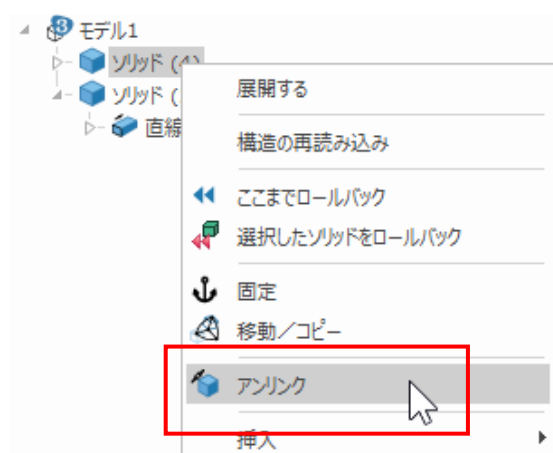 モデル1
ソリッド (4)
展開する
ソリッド (
直線
構造の再読み込み
ここまでロールバック
選択したソリッドをロールバック
固定
移動／コピー
アンリンク
挿入